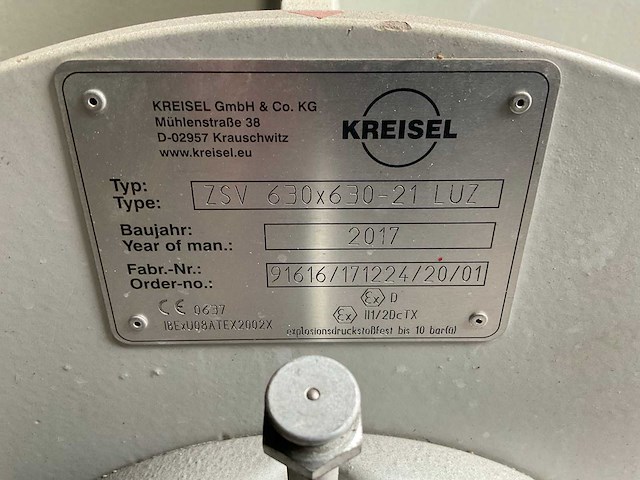 KREISEL GmbH & Co. KG
Mühlenstraße 38
D-02957 Krauschwitz
www.kreisel.eu
KREISEL
Typ:
Type:
ZSV 630x630-21 LUZ
Baujahr:
Year of man.:
2017
Fabr.-Nr.:
Order-no.:
91616/171224/20/01
CE 0637
IBExU08ATEX2002X
Ex D
Ex II1/2DcTX
explosionsdruckstoßfest bis 10 bar(ü)